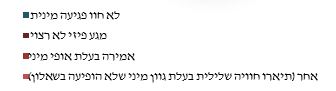 לא חוו פגיעה מינית
מגע פיזי לא רצוי
אמירה בעלת אופי מיני
אחר (תיארו חוויה שלילית בעלת גוון מיני שלא הופיעה בשאלון)